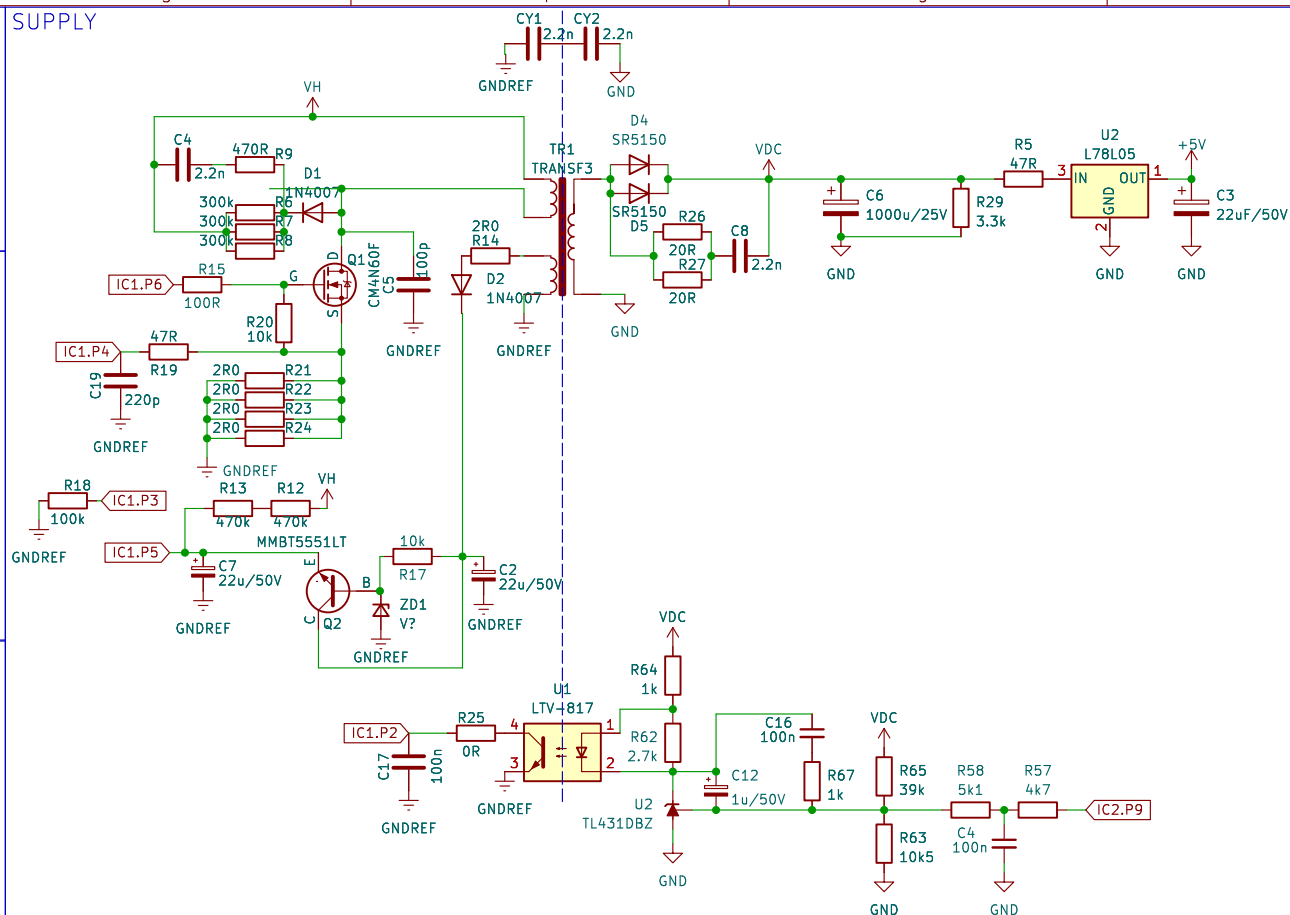 SUPPLY
CY1 CY2
2.2n 2.2n
GNDREF
GND
VH
C4
2.2n
470R R9
D1
1N4007
300k R6
300k R7
300k R8
TR1
TRANSF3
D4
SR5150
SR5150
D5
VDC
R26
20R
R27
20R
C8
2.2n
GND
C6
1000u/25V
GND
R29
3.3k
R5
47R
U2
L78L05
3 IN OUT 1
GND
2
GND
+5V
C3
22uF/50V
GND
IC1.P6
R15
100R
G
D
S
Q1
CM4N60F
C5
100p
GNDREF
2R0
R14
D2
1N4007
GNDREF
R20
10k
IC1.P4
47R
R19
C19
220p
GNDREF
2R0 R21
2R0 R22
2R0 R23
2R0 R24
GNDREF
R18
100k
IC1.P3
GNDREF
R13
470k
R12
470k
VH
IC1.P5
C7
22u/50V
GNDREF
MMBT5551LT
E
B
C
Q2
10k
R17
ZD1
V?
GNDREF
C2
22u/50V
GNDREF
IC1.P2
R25
0R
C17
100n
GNDREF
U1
LTV-817
4
3
1
2
GNDREF
VDC
R64
1k
R62
2.7k
U2
TL431DBZ
GND
C12
1u/50V
C16
100n
R67
1k
VDC
R65
39k
R63
10k5
GND
R58
5k1
R57
4k7
C4
100n
GND
IC2.P9